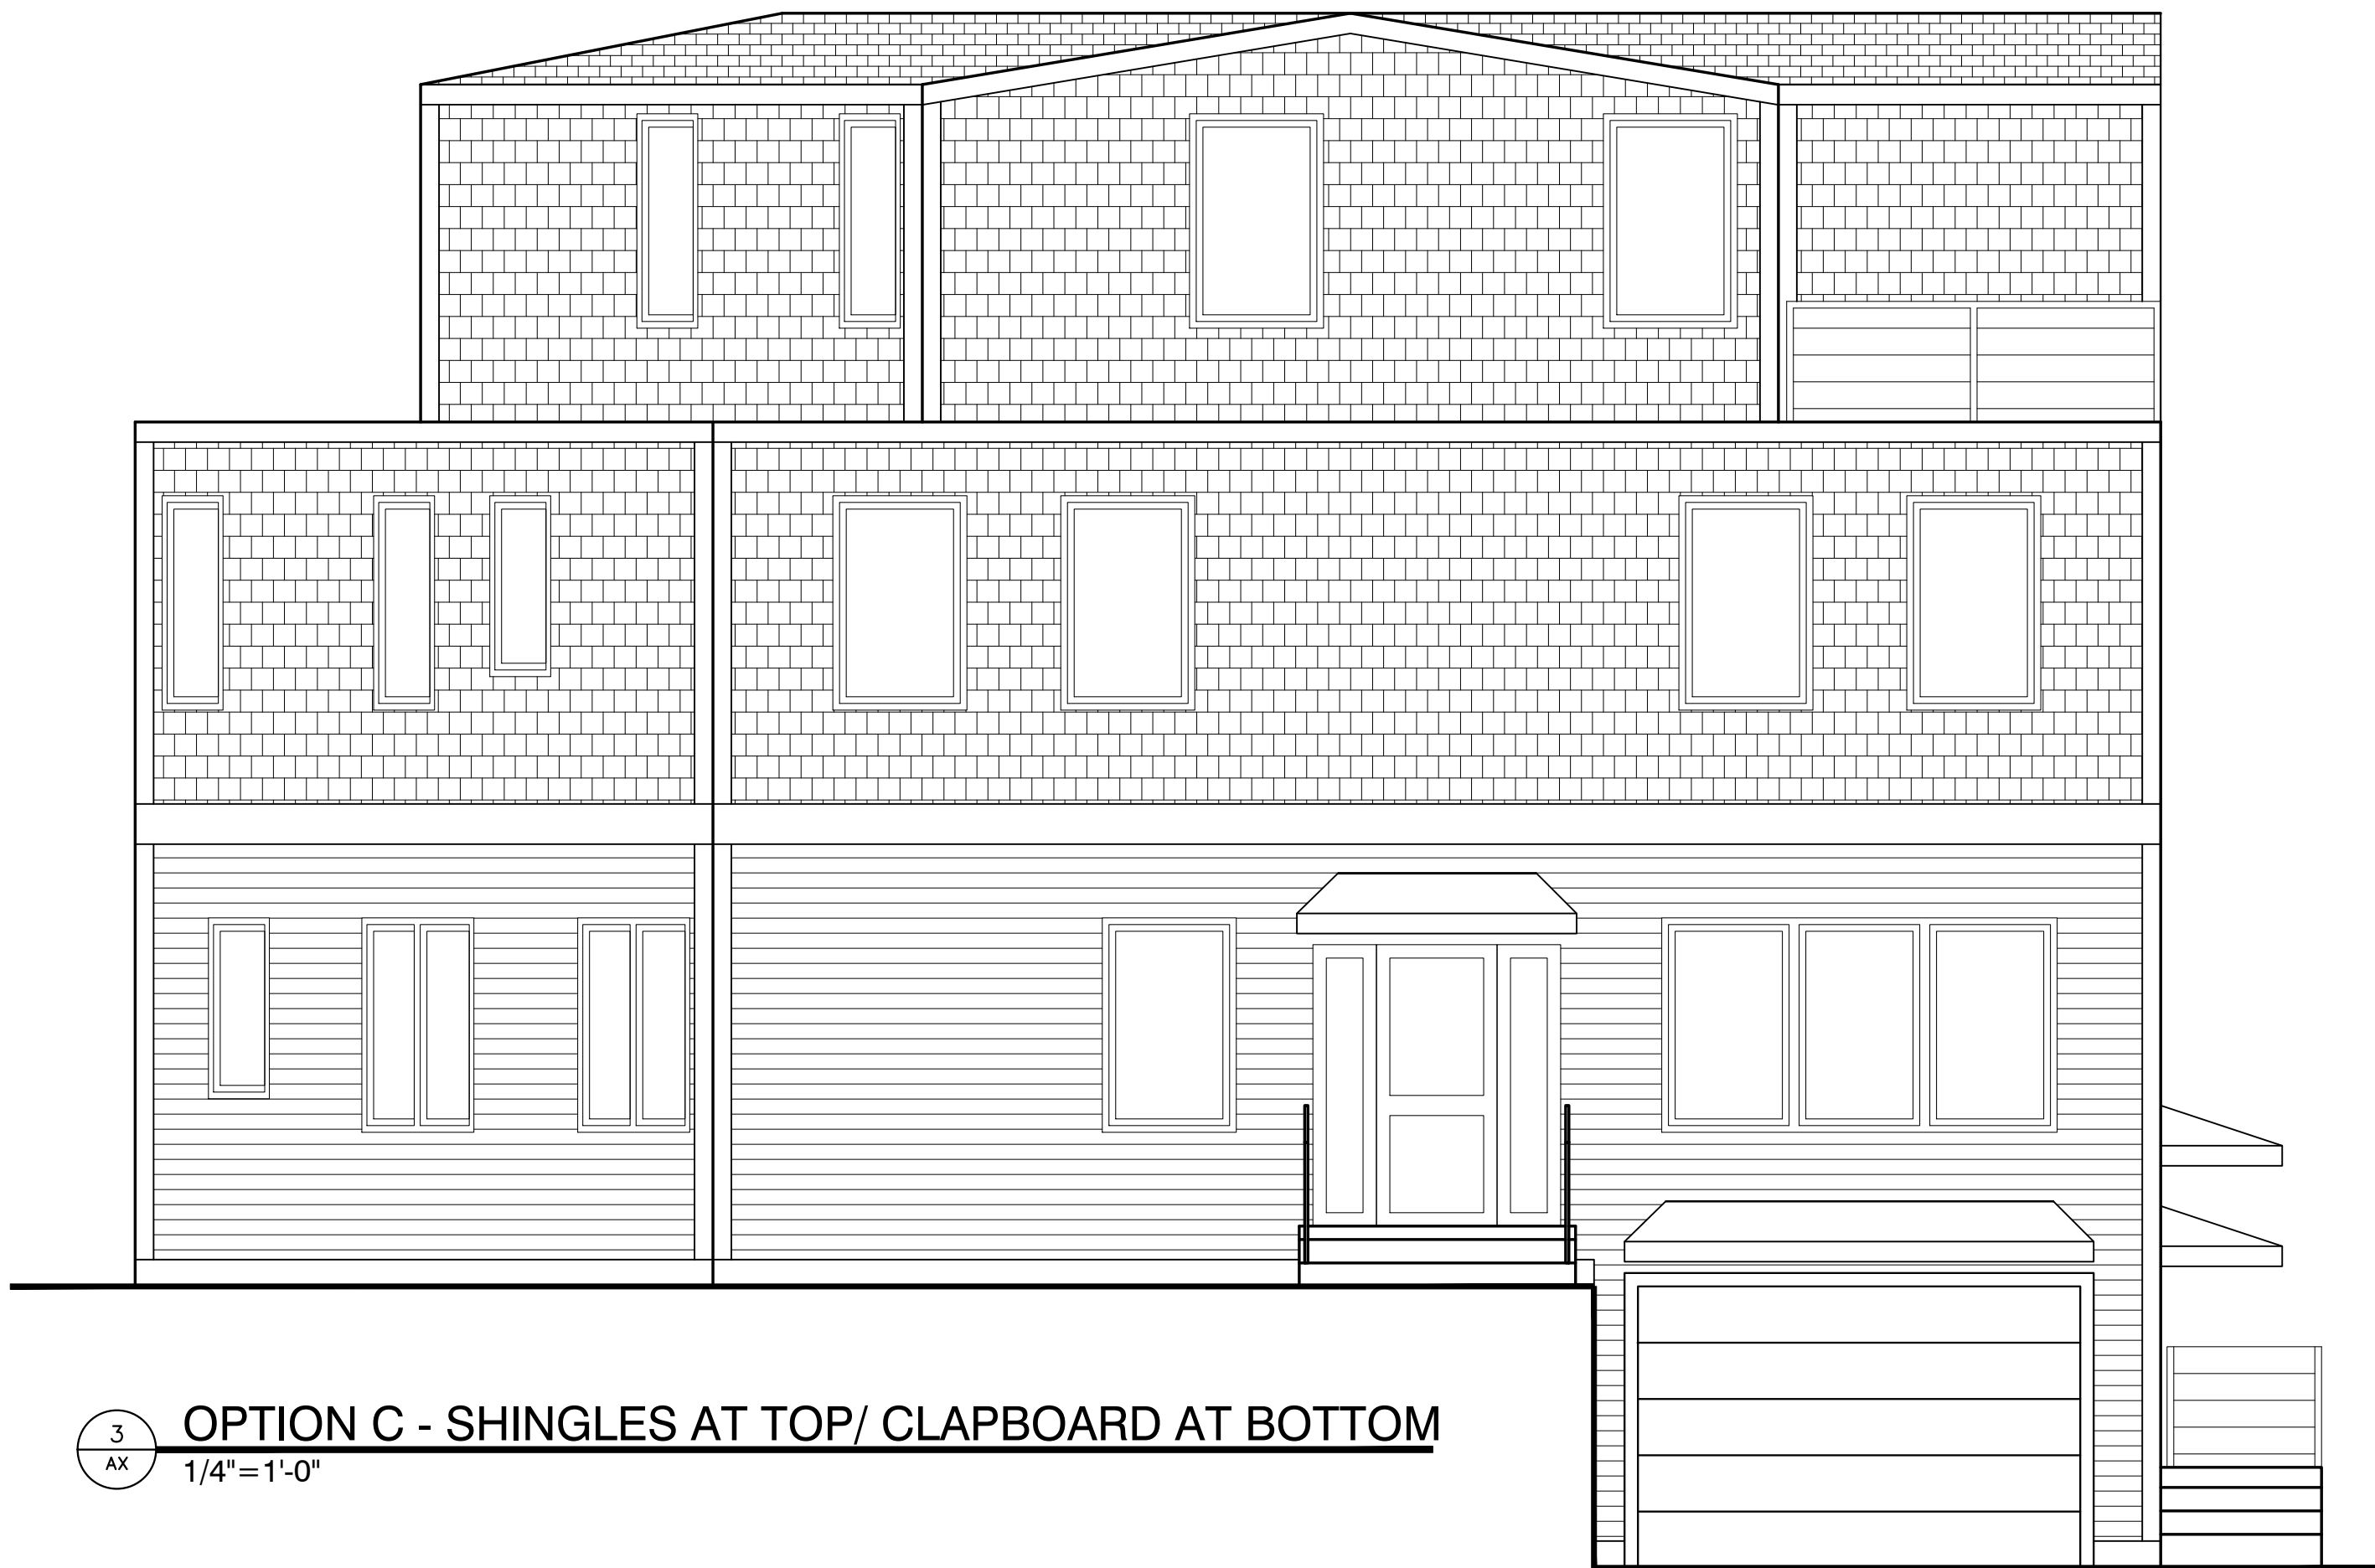 3
AX
OPTION C - SHINGLES AT TOP/ CLAPBOARD AT BOTTOM
1/4"=1'-0"